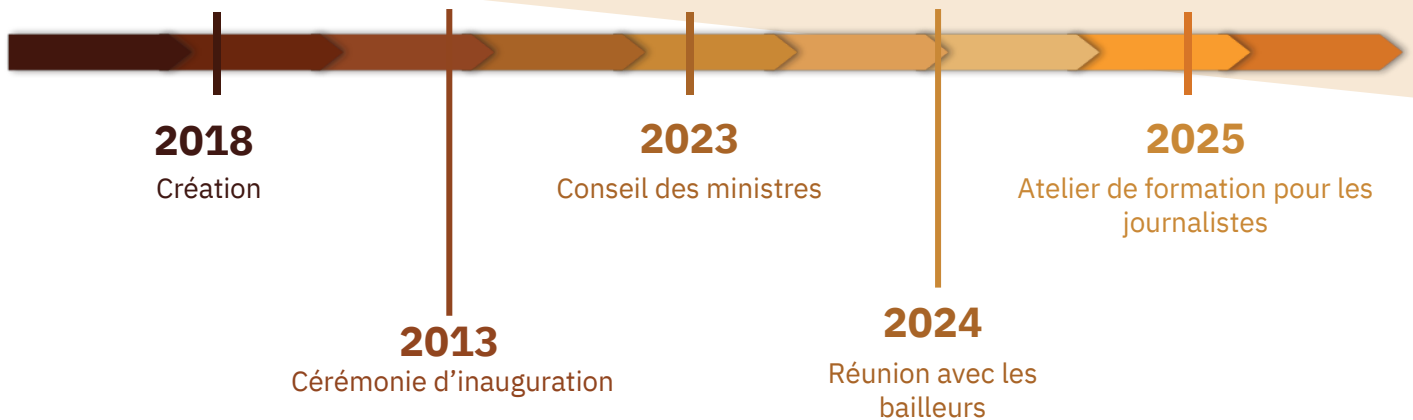 2018
Création
2013
Cérémonie d’inauguration
2023
Conseil des ministres
2024
Réunion avec les
bailleurs
2025
Atelier de formation pour les
journalistes